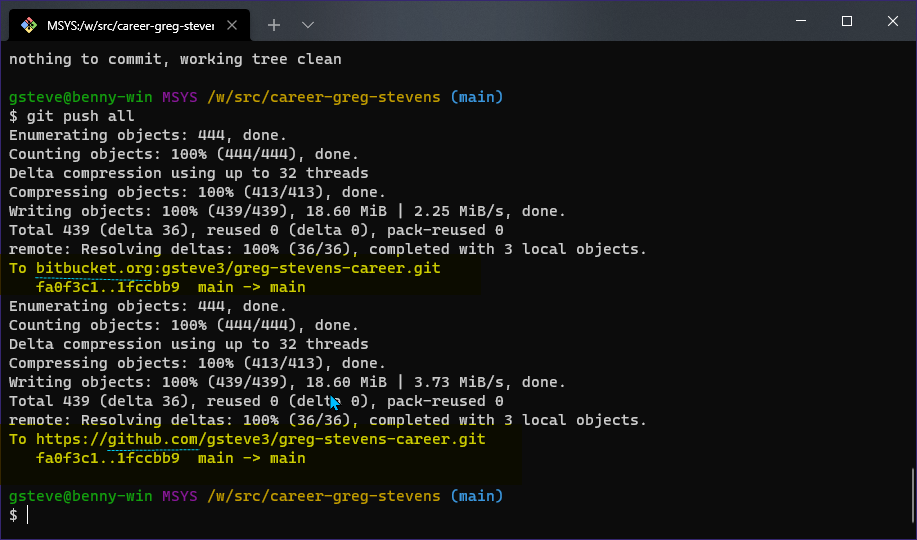 MSYS:/w/src/career-greg-steve
nothing to commit, working tree clean
gsteve@benny-win MSYS /w/src/career-greg-stevens (main)
$ git push all
Enumerating objects: 444, done.
Counting objects: 100% (444/444), done.
Delta compression using up to 32 threads
Compressing objects: 100% (413/413), done.
Writing objects: 100% (439/439), 18.60 MiB | 2.25 MiB/s, done.
Total 439 (delta 36), reused 0 (delta 0), pack-reused 0
remote: Resolving deltas: 100% (36/36), completed with 3 local objects.
To bitbucket.org:gsteve3/greg-stevens-career.git
   fa0f3c1..1fccbb9  main -> main
Enumerating objects: 444, done.
Counting objects: 100% (444/444), done.
Delta compression using up to 32 threads
Compressing objects: 100% (413/413), done.
Writing objects: 100% (439/439), 18.60 MiB | 3.73 MiB/s, done.
Total 439 (delta 36), reused 0 (delta 0), pack-reused 0
remote: Resolving deltas: 100% (36/36), completed with 3 local objects.
To https://github.com/gsteve3/greg-stevens-career.git
   fa0f3c1..1fccbb9  main -> main
gsteve@benny-win MSYS /w/src/career-greg-stevens (main)
$